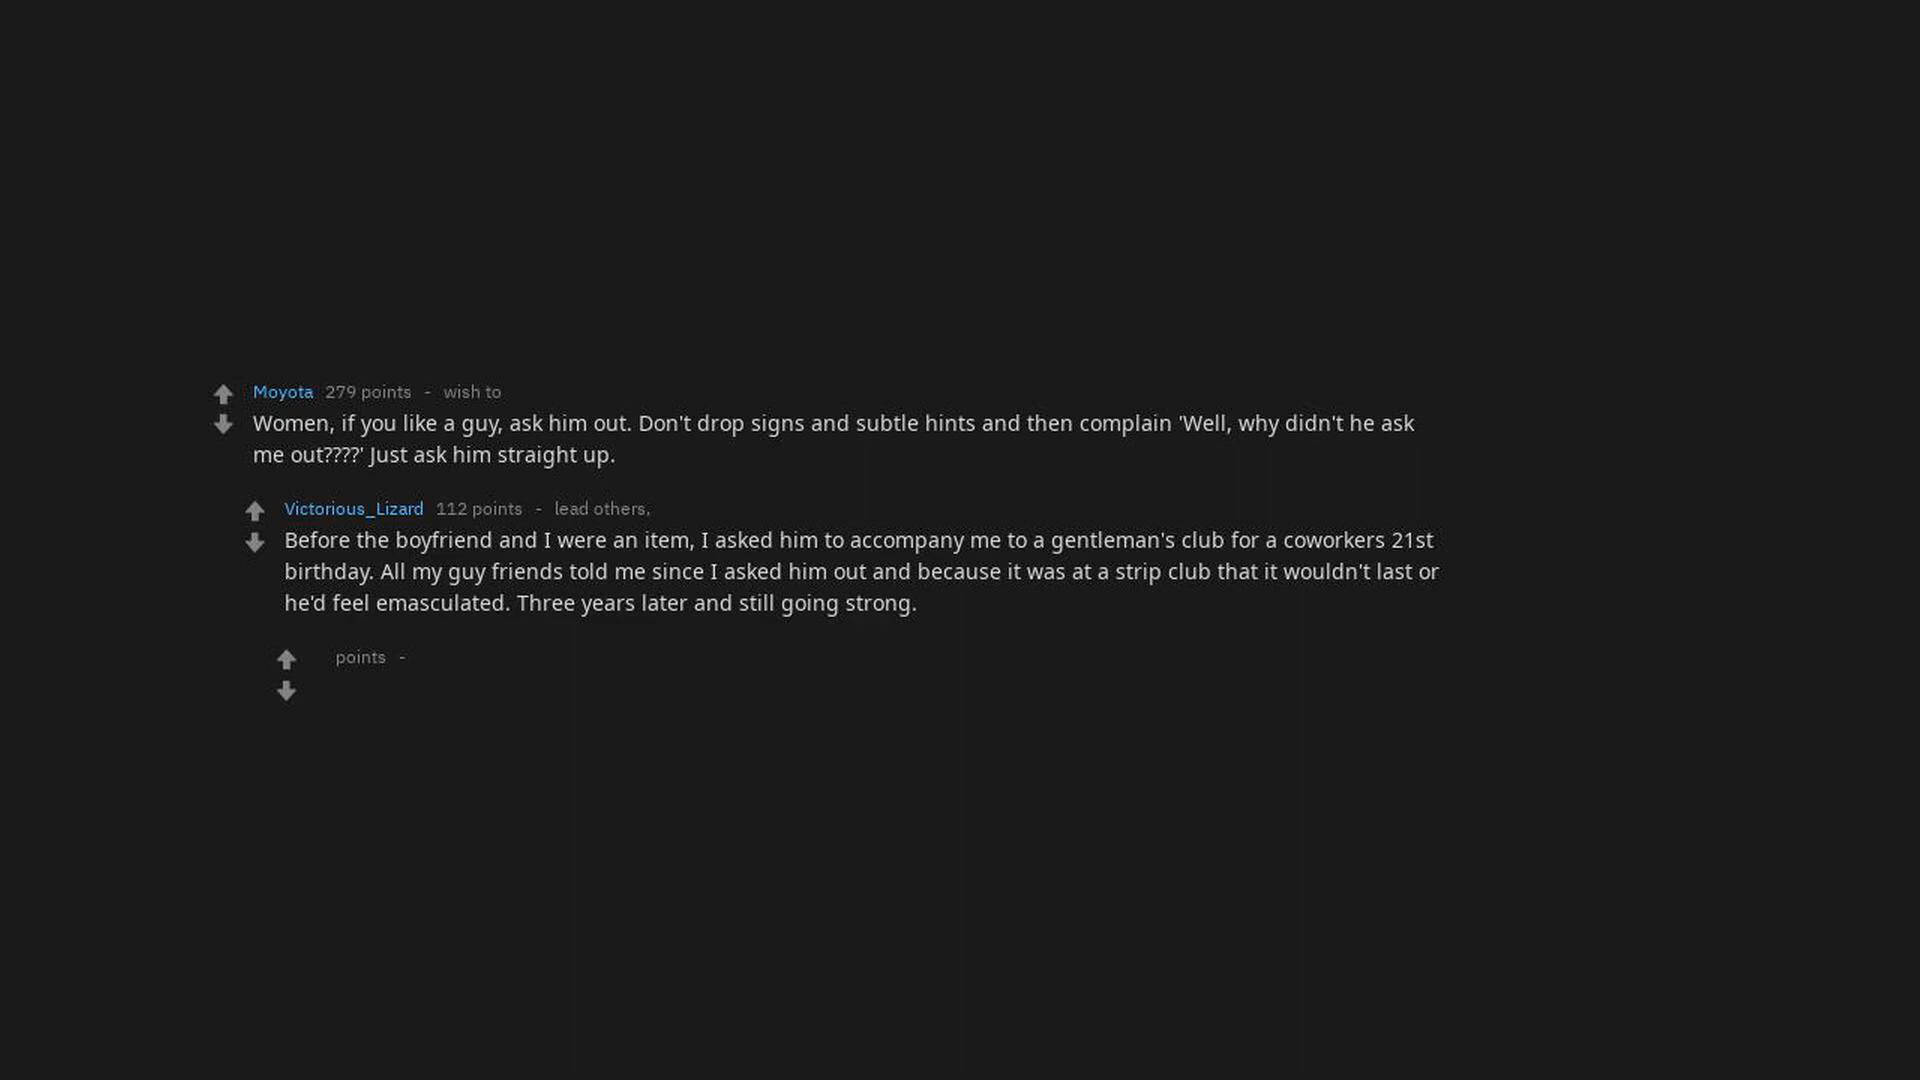 Moyota 279 points - wish to
Women, if you like a guy, ask him out. Don't drop signs and subtle hints and then complain 'Well, why didn't he ask
me out????' Just ask him straight up.
Victorious_Lizard 112 points - lead others,
Before the boyfriend and I were an item, I asked him to accompany me to a gentleman's club for a coworkers 21st
birthday. All my guy friends told me since I asked him out and because it was at a strip club that it wouldn't last or
he'd feel emasculated. Three years later and still going strong.
points -